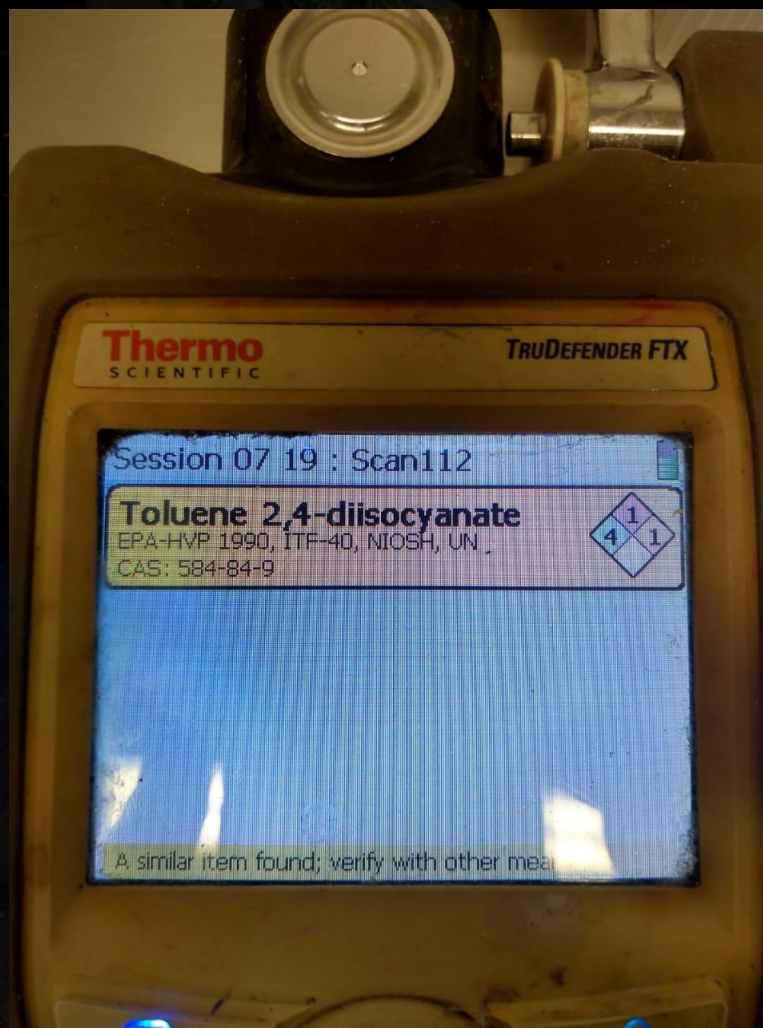 Thermo
SCIENTIFIC
TRUDEFENDER FTX
Session 07 19 : Scan112
Toluene 2,4-diisocyanate
EPA-HVP 1990, ITF-40, NIOSH, UN
CAS: 584-84-9
1
4 1
A similar item found; verify with other